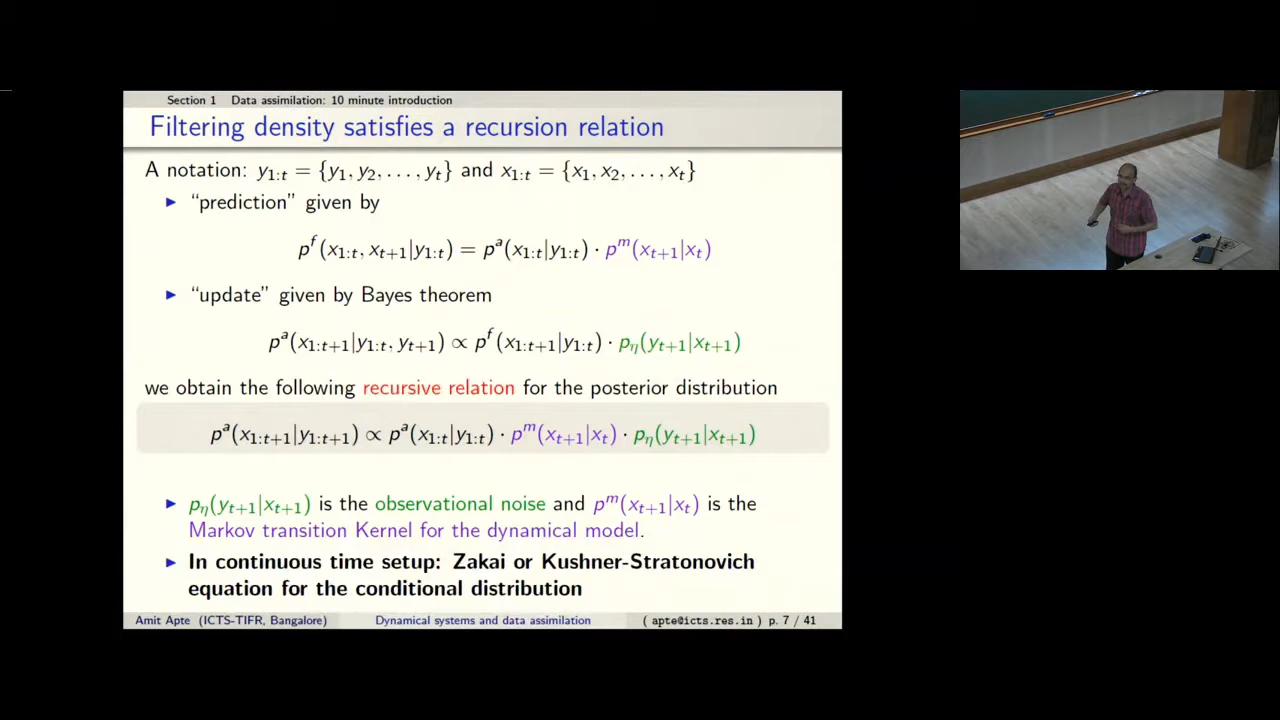 Section 1 Data assimilation: 10 minute introduction
Filtering density satisfies a recursion relation
A notation: y_{1:t} = {y_1, y_2, . . . , y_t} and x_{1:t} = {x_1, x_2, . . . , x_t}
▶ “prediction” given by
p^f(x_{1:t}, x_{t+1}|y_{1:t}) = p^a(x_{1:t}|y_{1:t}) · p^m(x_{t+1}|x_t)
▶ “update” given by Bayes theorem
p^a(x_{1:t+1}|y_{1:t}, y_{t+1}) ∝ p^f(x_{1:t+1}|y_{1:t}) · p_η(y_{t+1}|x_{t+1})
we obtain the following recursive relation for the posterior distribution
p^a(x_{1:t+1}|y_{1:t+1}) ∝ p^a(x_{1:t}|y_{1:t}) · p^m(x_{t+1}|x_t) · p_η(y_{t+1}|x_{t+1})
▶ p_η(y_{t+1}|x_{t+1}) is the observational noise and p^m(x_{t+1}|x_t) is the
Markov transition Kernel for the dynamical model.
▶ In continuous time setup: Zakai or Kushner-Stratonovich
equation for the conditional distribution
Amit Apte (ICTS-TIFR, Bangalore) Dynamical systems and data assimilation ( apte@icts.res.in ) p. 7 / 41